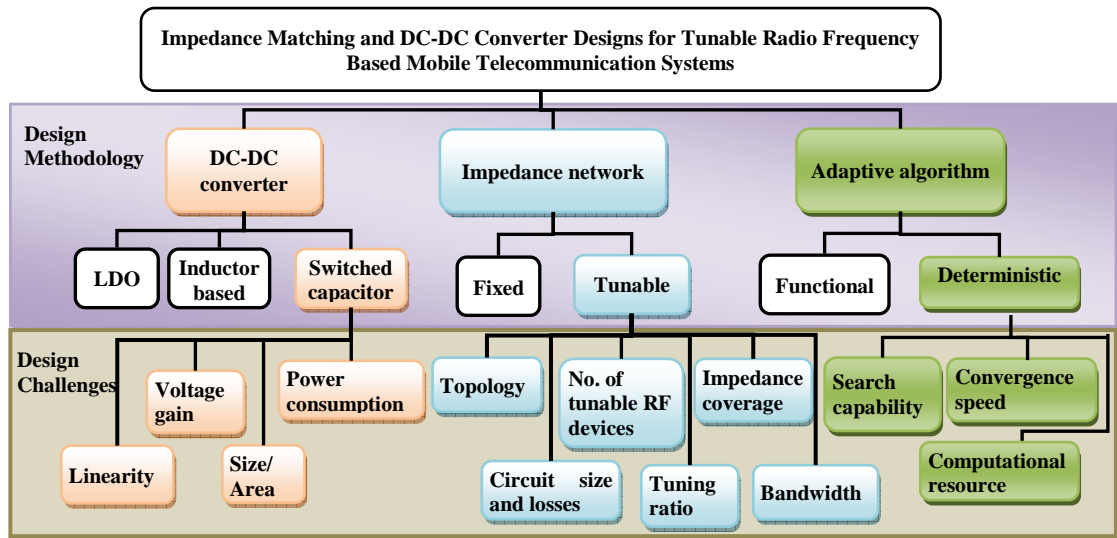 Impedance Matching and DC-DC Converter Designs for Tunable Radio Frequency
Based Mobile Telecommunication Systems
Design
Methodology
DC-DC
converter
Impedance network
Adaptive algorithm
LDO
Inductor
based
Switched
capacitor
Fixed
Tunable
Functional
Deterministic
Design
Challenges
Voltage
gain
Power
consumption
Topology
No. of
tunable RF
devices
Impedance
coverage
Search
capability
Convergence
speed
Linearity
Size/
Area
Circuit size
and losses
Tuning
ratio
Bandwidth
Computational
resource